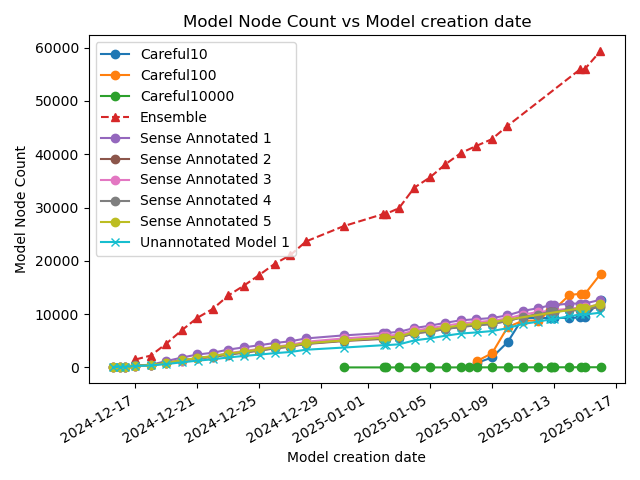 Model Node Count vs Model creation date
Careful10
Careful100
Careful10000
Ensemble
Sense Annotated 1
Sense Annotated 2
Sense Annotated 3
Sense Annotated 4
Sense Annotated 5
Unannotated Model 1
Model Node Count
60000
50000
40000
30000
20000
10000
0
2024-12-17
2024-12-21
2024-12-25
2024-12-29
2025-01-01
2025-01-05
2025-01-09
2025-01-13
2025-01-17
Model creation date